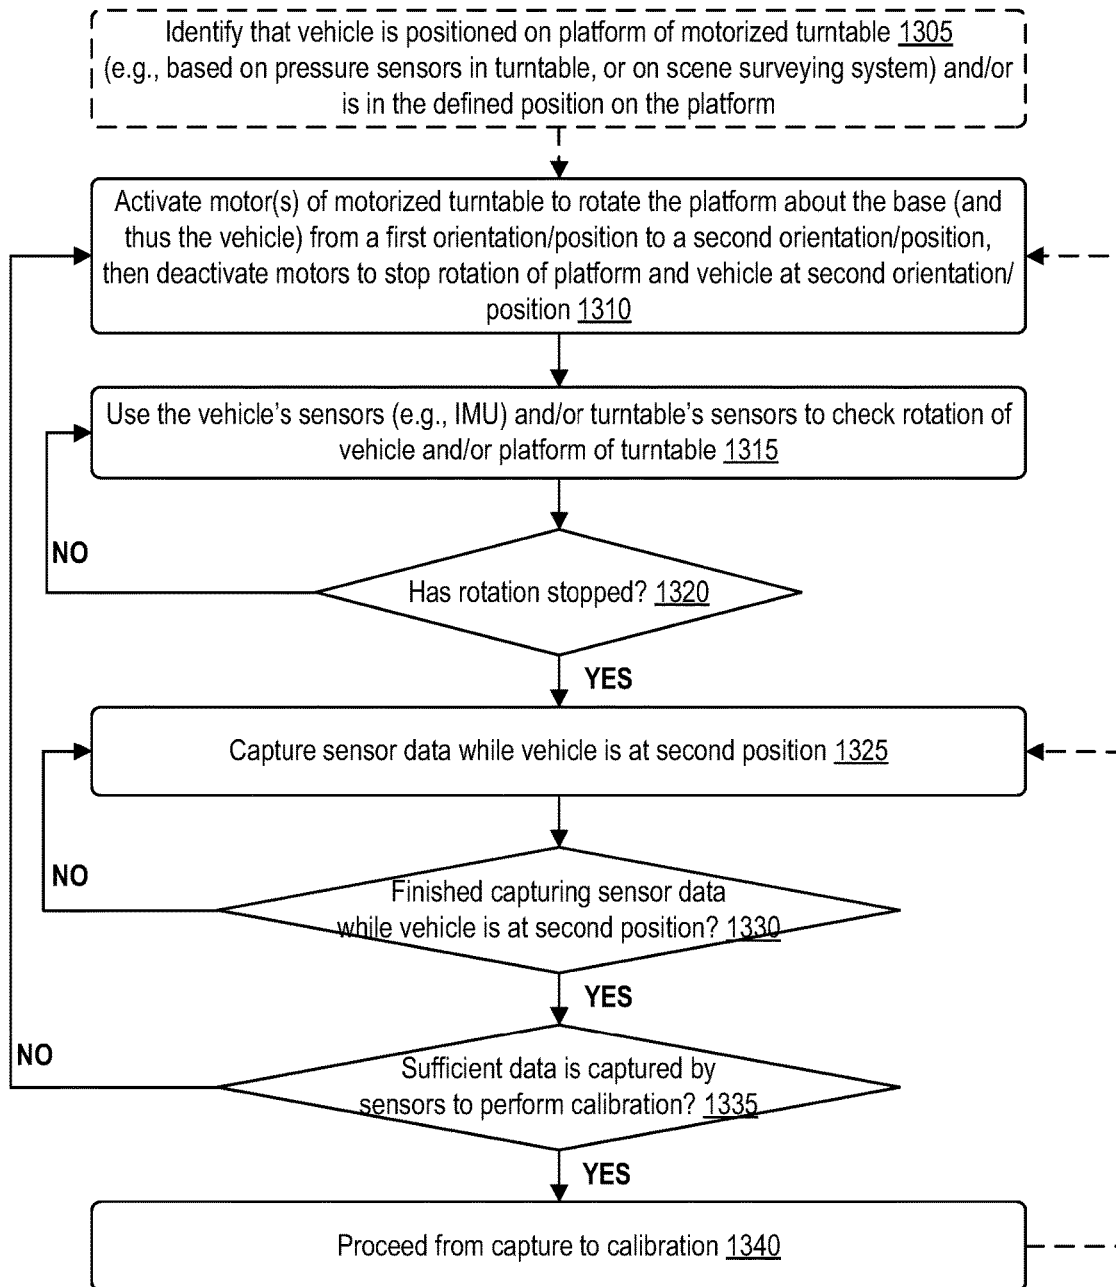 Identify that vehicle is positioned on platform of motorized turntable 1305
(e.g., based on pressure sensors in turntable, or on scene surveying system) and/or
is in the defined position on the platform
Activate motor(s) of motorized turntable to rotate the platform about the base (and
thus the vehicle) from a first orientation/position to a second orientation/position,
then deactivate motors to stop rotation of platform and vehicle at second orientation/
position 1310
Use the vehicle's sensors (e.g., IMU) and/or turntable's sensors to check rotation of
vehicle and/or platform of turntable 1315
NO
Has rotation stopped? 1320
YES
Capture sensor data while vehicle is at second position 1325
NO
Finished capturing sensor data
while vehicle is at second position? 1330
YES
NO
Sufficient data is captured by
sensors to perform calibration? 1335
YES
Proceed from capture to calibration 1340